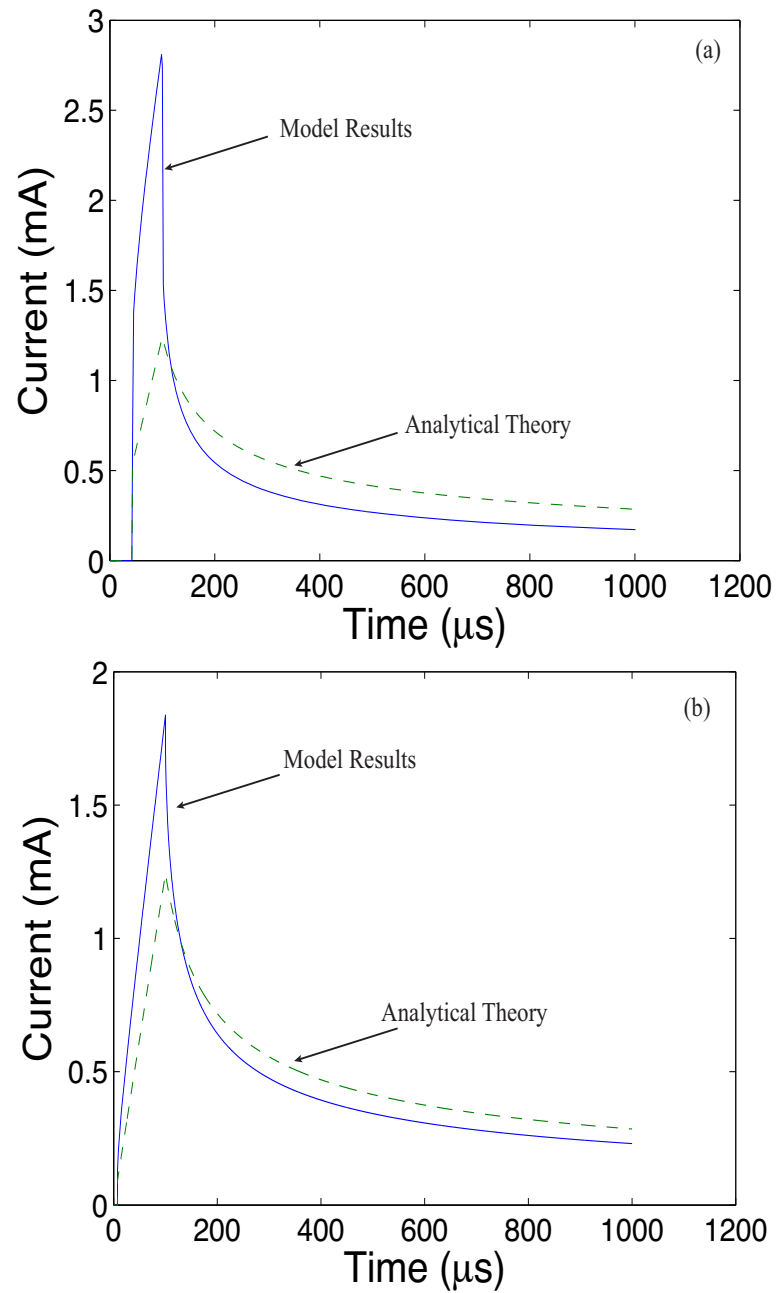 (a)
3
2.5
2
1.5
1
0.5
0
Current (mA)
Model Results
Analytical Theory
0 200 400 600 800 1000 1200
Time (μs)
(b)
2
1.5
1
0.5
0
Current (mA)
Model Results
Analytical Theory
0 200 400 600 800 1000 1200
Time (μs)